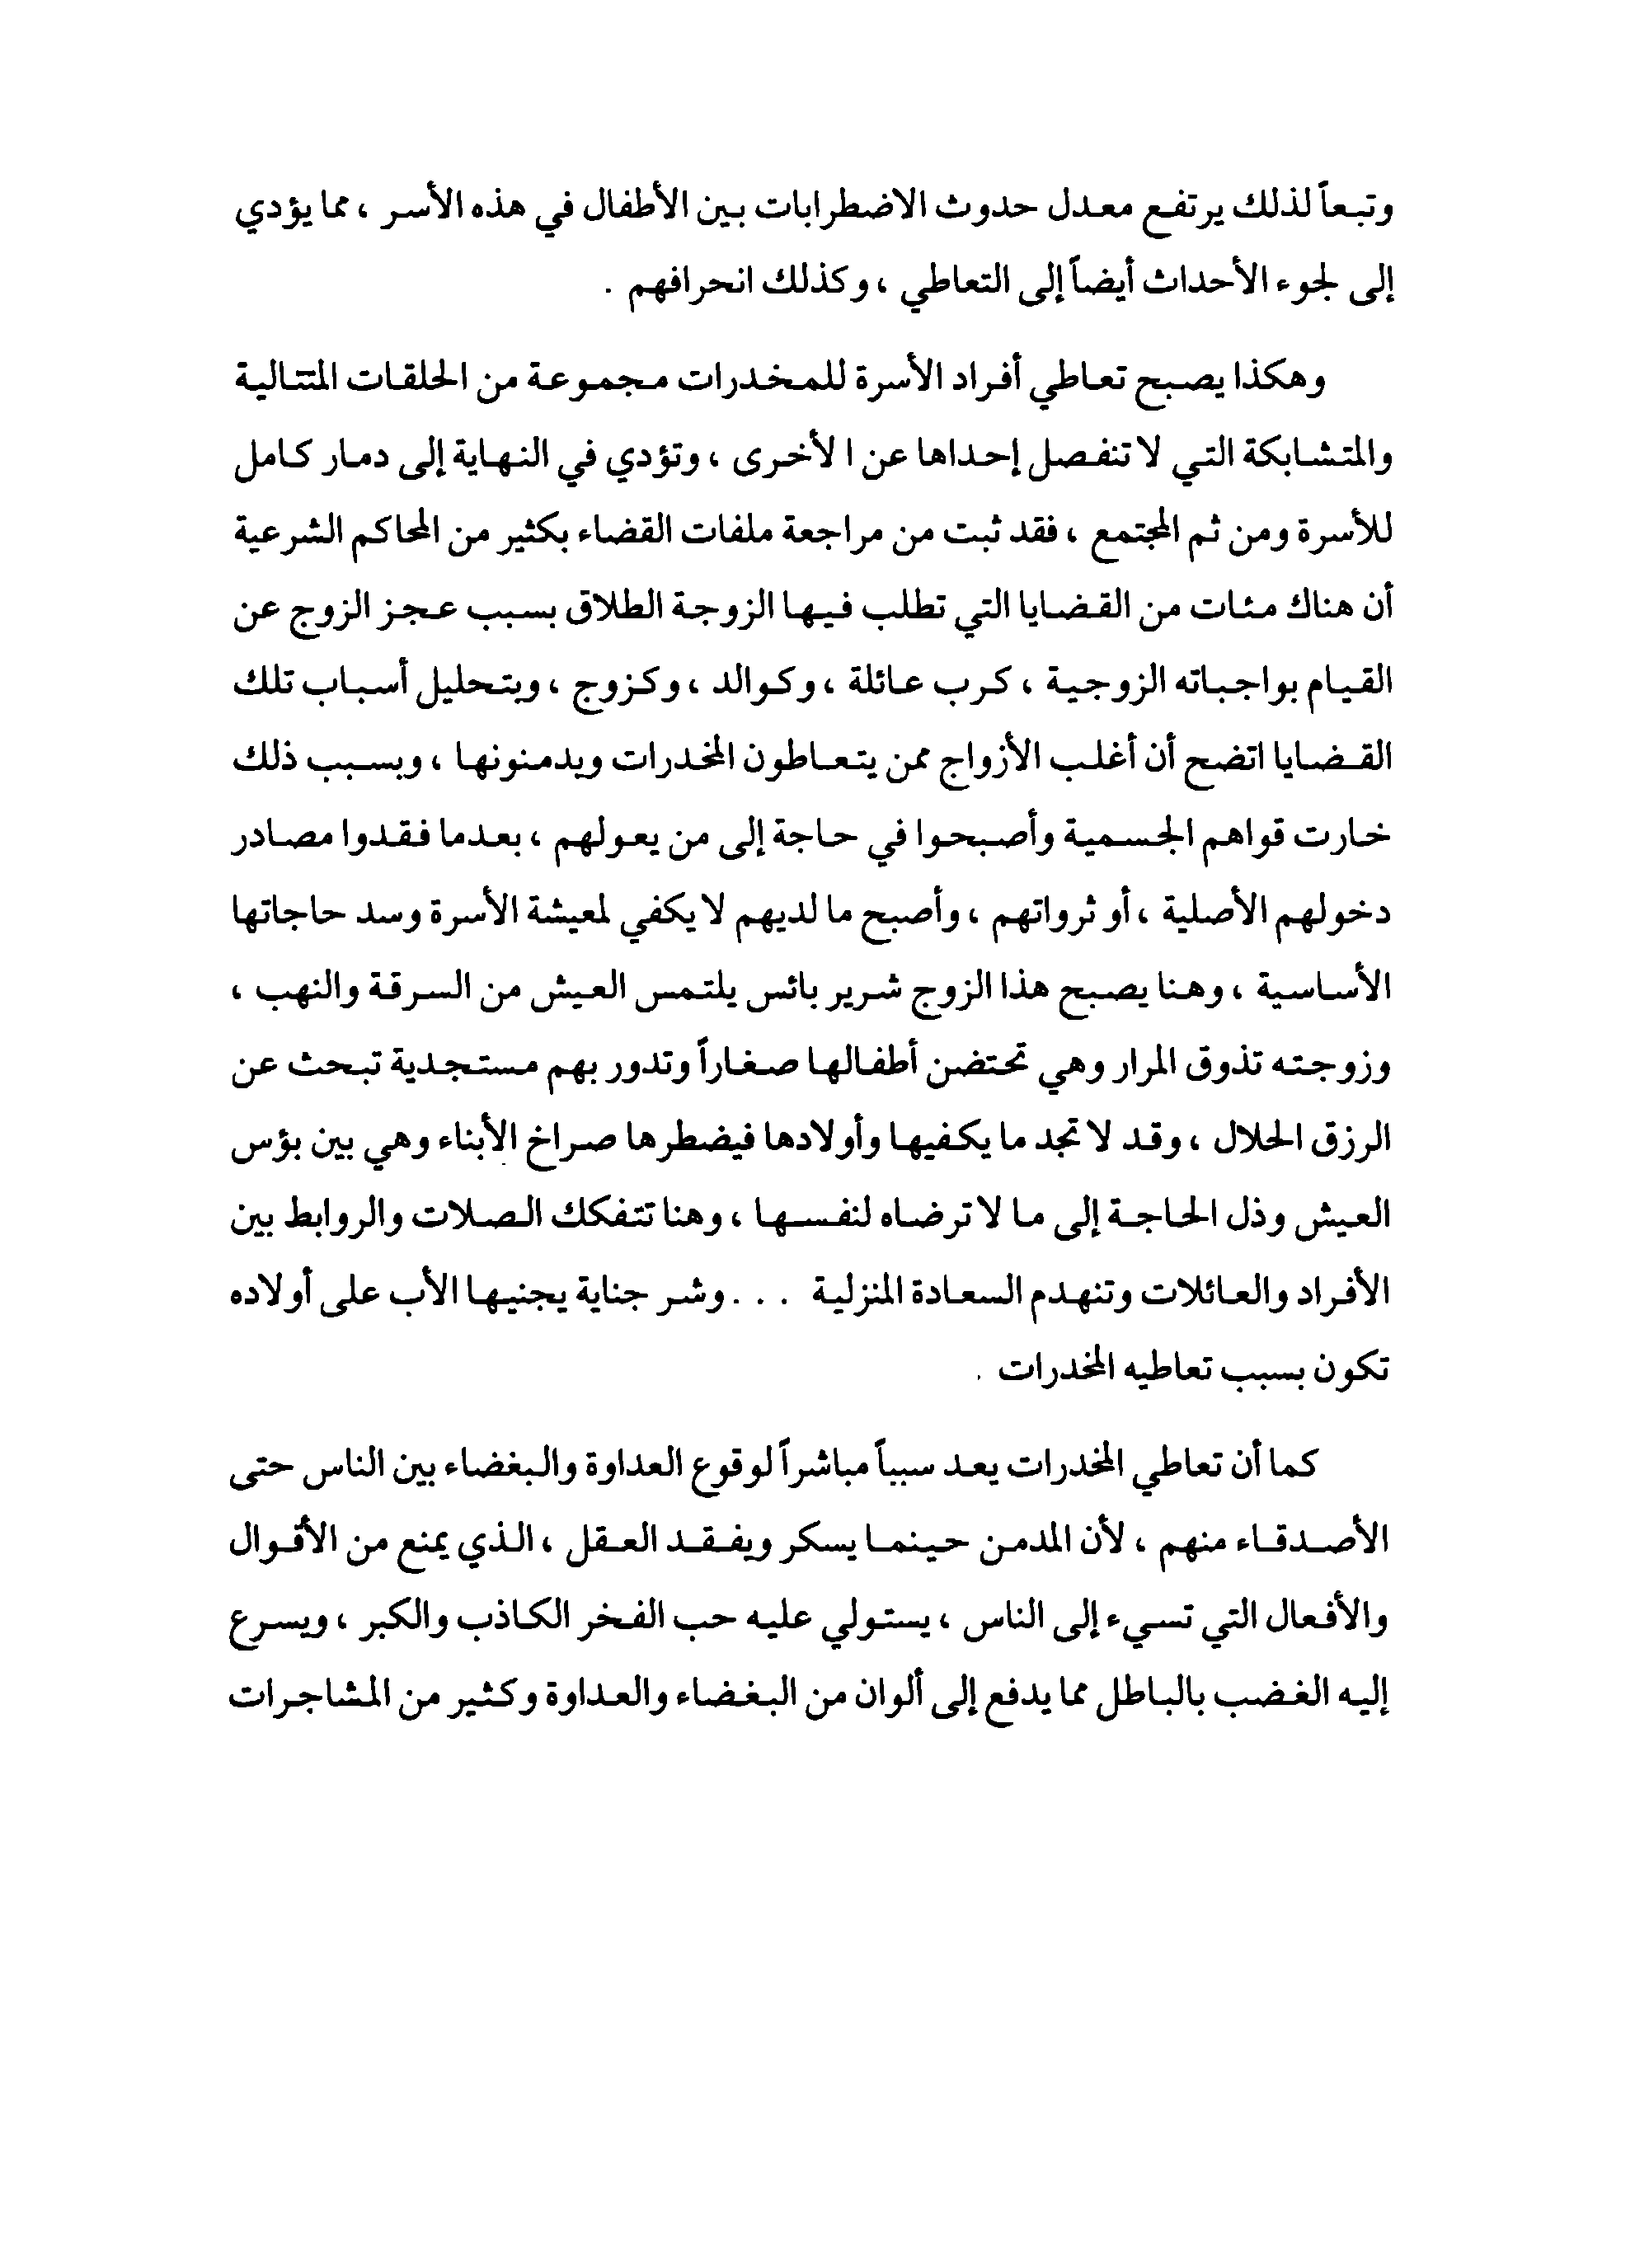 وتبعاً لذلك يرتفع معدل حدوث الاضطرابات بين الأطفال في هذه الأسر ، مما يؤدي
إلى لجوء الأحداث أيضاً إلى التعاطي ، وكذلك انحرافهم .
وهكذا يصبح تعاطي أفراد الأسرة للمخدرات مجموعة من الحلقات المتتالية
والمتشابكة التي لا تنفصل إحداها عن ا لأخرى ، وتؤدي في النهاية إلى دمار كامل
للأسرة ومن ثم المجتمع ، فقد ثبت من مراجعة ملفات القضاء بكثير من المحاكم الشرعية
أن هناك مئات من القضايا التي تطلب فيها الزوجة الطلاق بسبب عجز الزوج عن
القيام بواجباته الزوجية ، كرب عائلة ، وكوالد ، وكزوج ، وبتحليل أسباب تلك
القضايا اتضح أن أغلب الأزواج ممن يتعاطون المخدرات ويدمنونها ، وبسبب ذلك
خارت قواهم الجسمية وأصبحوا في حاجة إلى من يعولهم ، بعدما فقدوا مصادر
دخولهم الأصلية ، أو ثرواتهم ، وأصبح ما لديهم لا يكفي لمعيشة الأسرة وسد حاجاتها
الأساسية ، وهنا يصبح هذا الزوج شرير بائس يلتمس العيش من السرقة والنهب ،
وزوجته تذوق المرار وهي تحتضن أطفالها صغاراً وتدور بهم مستجدية تبحث عن
الرزق الحلال ، وقد لا تجد ما يكفيها وأولادها فيضطرها صراخ الأبناء وهي بين بؤس
العيش وذل الحاجة إلى ما لا ترضاه لنفسها ، وهنا تتفكك الصلات والروابط بين
الأفراد والعائلات وتنهدم السعادة المنزلية . . . وشر جناية يجنيها الأب على أولاده
تكون بسبب تعاطيه المخدرات .
كما أن تعاطي المخدرات يعد سبباً مباشراً لوقوع العداوة والبغضاء بين الناس حتى
الأصدقاء منهم ، لأن المدمن حينما يسكر ويفقد العقل ، الذي يمنع من الأقوال
والأفعال التي تسيء إلى الناس ، يستولي عليه حب الفخر الكاذب والكبر ، ويسرع
إليه الغضب بالباطل مما يدفع إلى ألوان من البغضاء والعداوة وكثير من المشاجرات